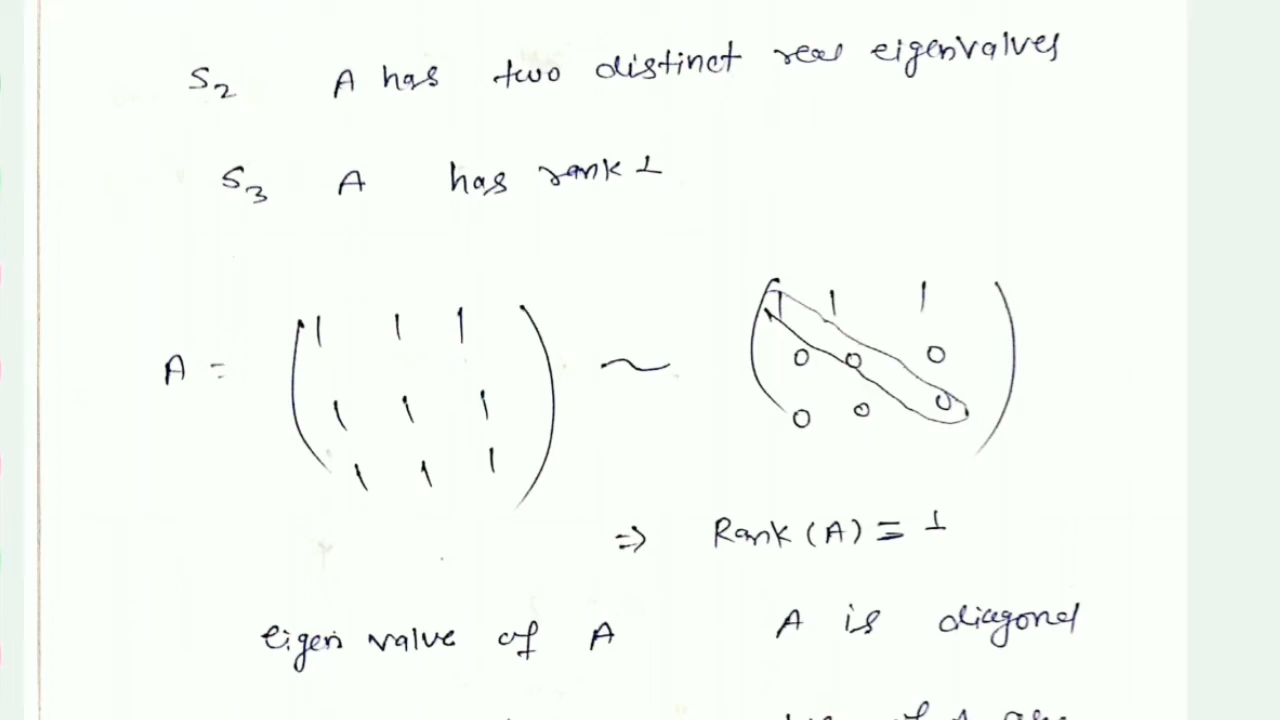 S2 A has two distinct real eigenvalves
S3 A has rank 1
A = ( 1 1 1 ~ ( 1 1 1 )
1 1 1 0 0 0
1 1 1 ) 0 0 0
⇒ Rank (A) = 1
eigen value of A A is diagonal